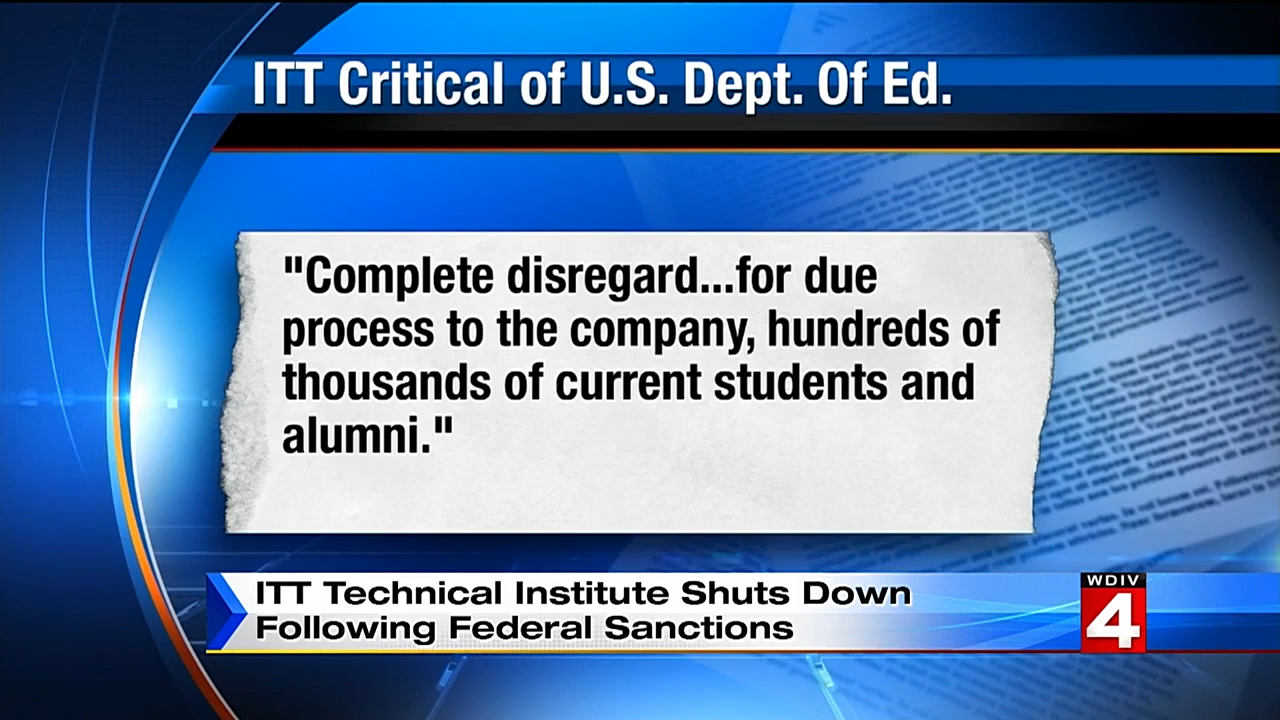 ITT Critical of U.S. Dept. Of Ed.
"Complete disregard...for due
process to the company, hundreds of
thousands of current students and
alumni."
ITT Technical Institute Shuts Down
Following Federal Sanctions
WDIV
4